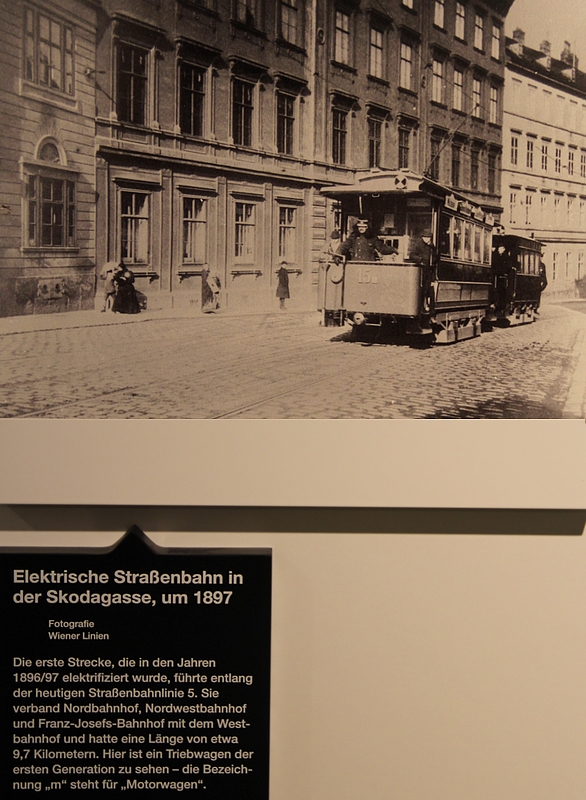 Elektrische Straßenbahn in
der Skodagasse, um 1897
Fotografie
Wiener Linien
Die erste Strecke, die in den Jahren
1896/97 elektrifiziert wurde, führte entlang
der heutigen Straßenbahnlinie 5. Sie
verband Nordbahnhof, Nordwestbahnhof
und Franz-Josefs-Bahnhof mit dem West-
bahnhof und hatte eine Länge von etwa
9,7 Kilometern. Hier ist ein Triebwagen der
ersten Generation zu sehen – die Bezeich-
nung „m“ steht für „Motorwagen“.